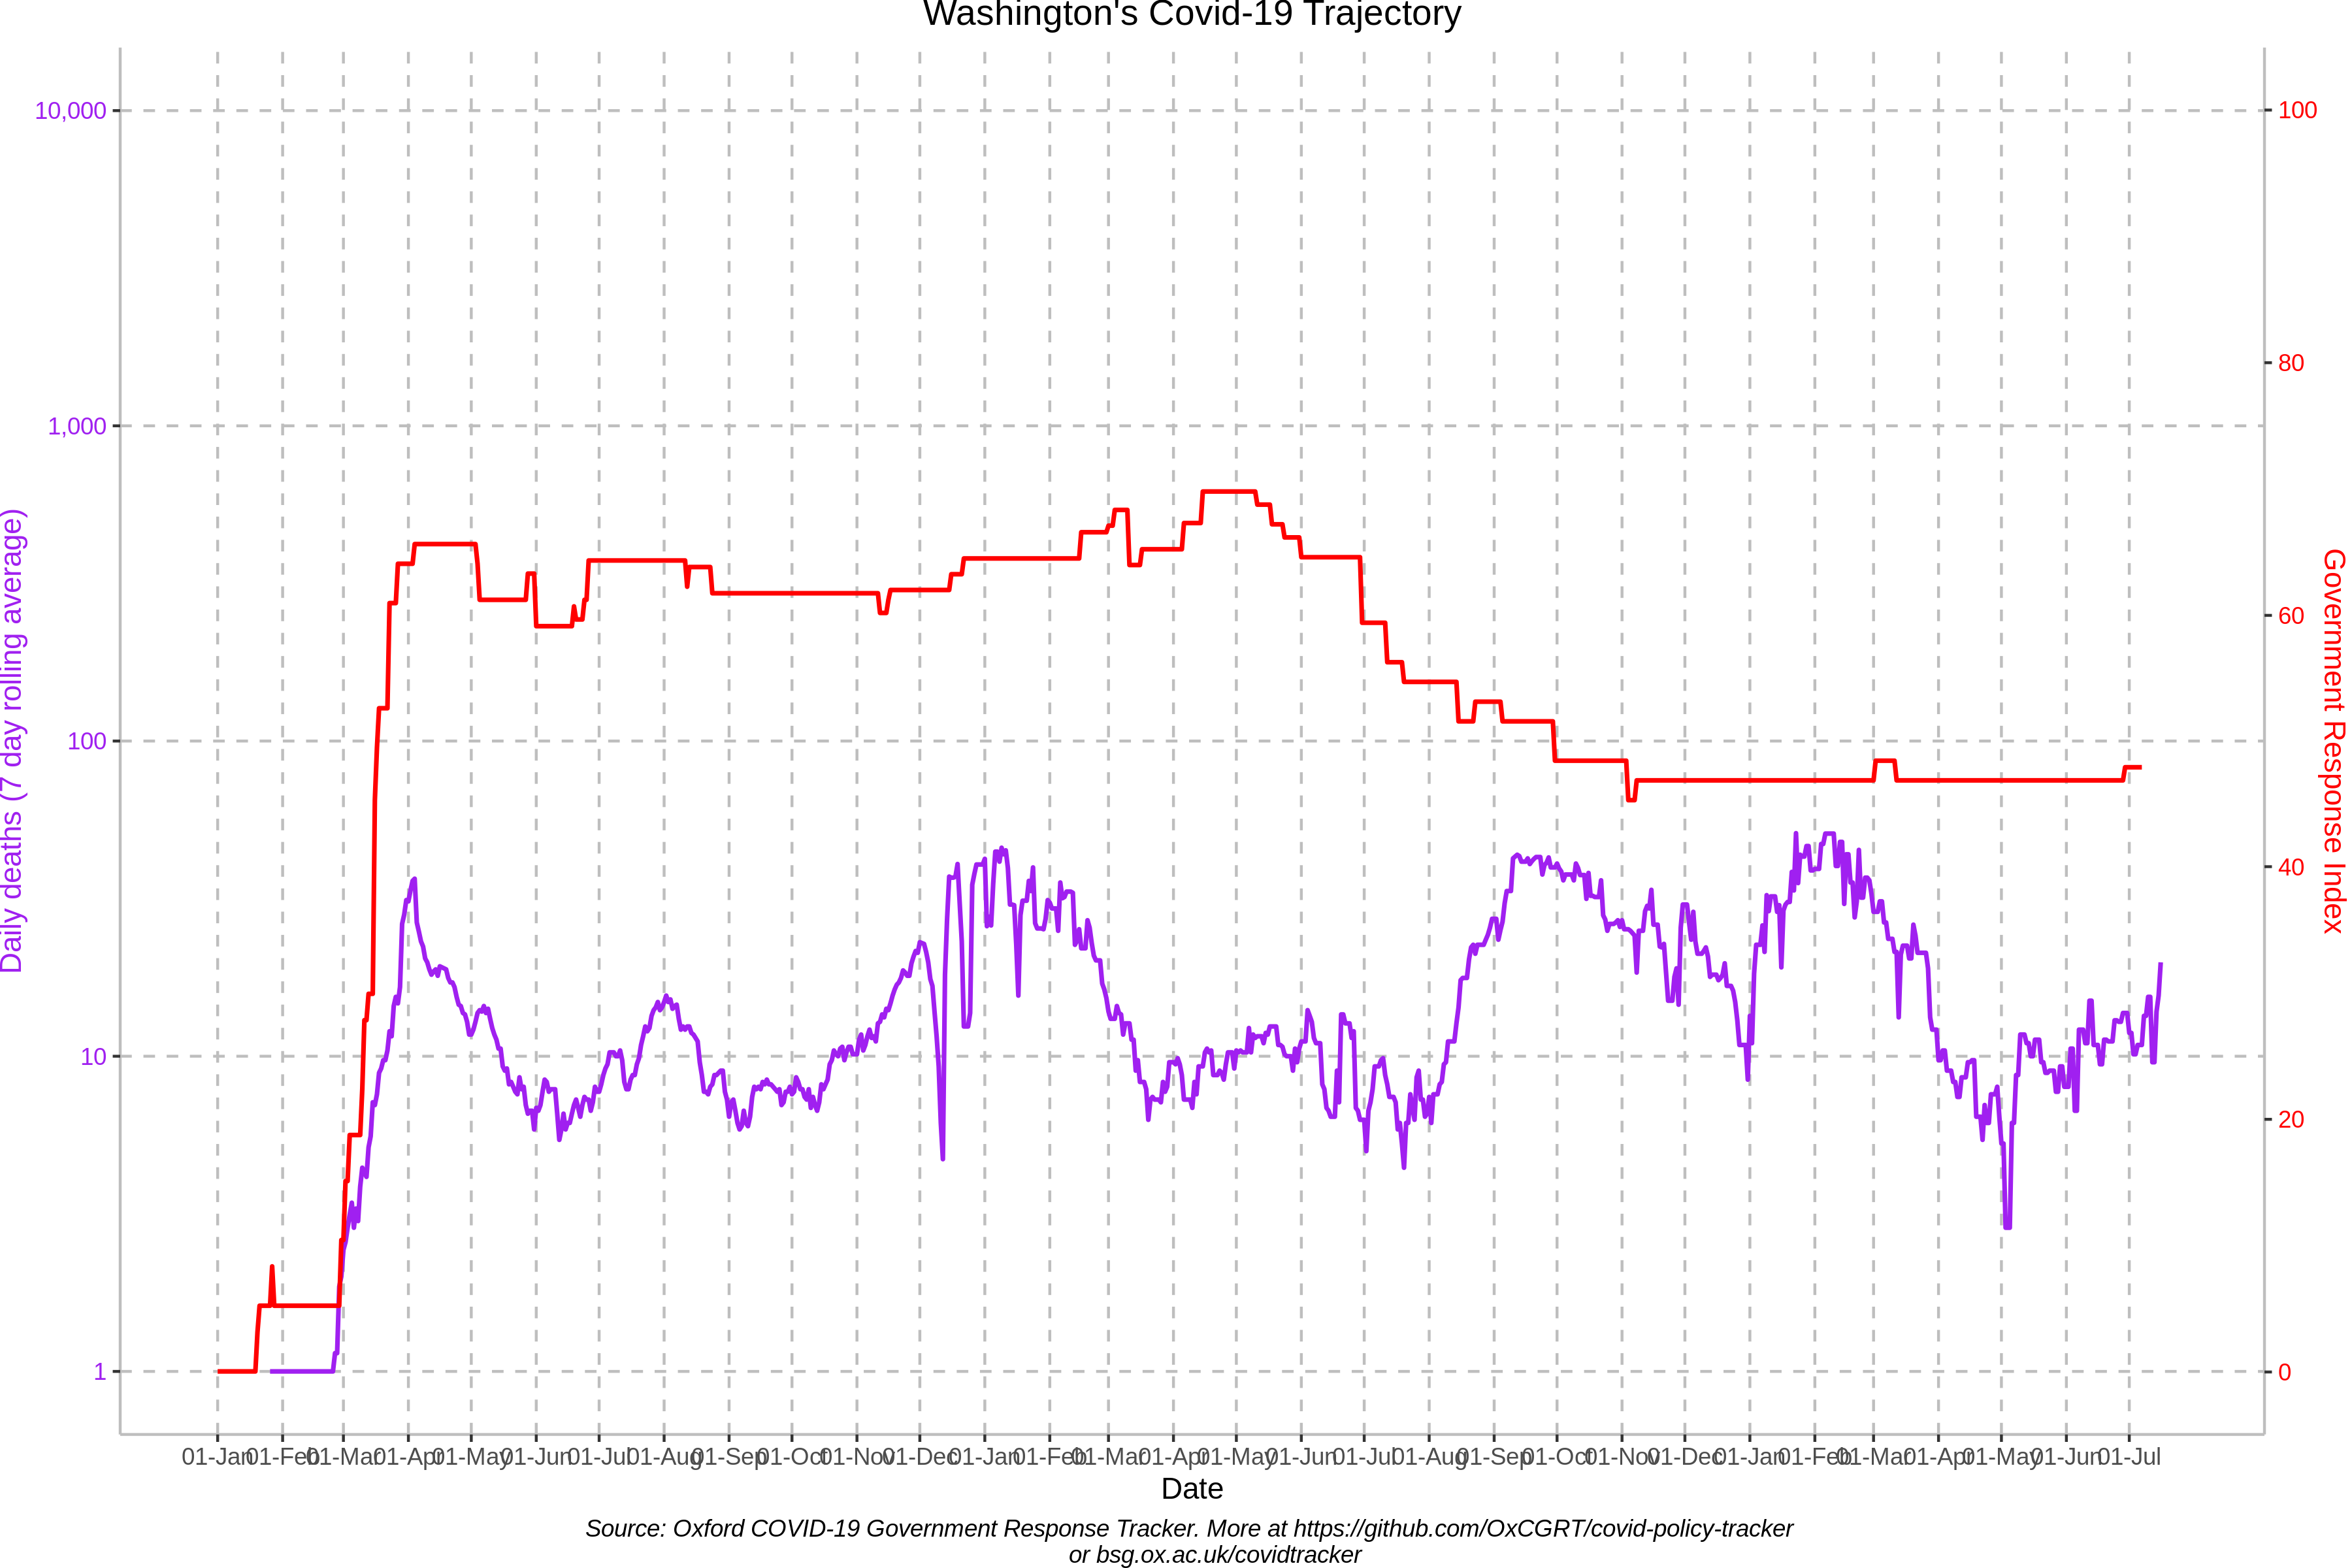 Washington's Covid-19 Trajectory
10,000
1,000
100
10
1
Daily deaths (7 day rolling average)
100
80
60
40
20
0
Government Response Index
01-Jan 01-Feb 01-Mar 01-Apr 01-May 01-Jun 01-Jul 01-Aug 01-Sep 01-Oct 01-Nov 01-Dec 01-Jan 01-Feb 01-Mar 01-Apr 01-May 01-Jun 01-Jul 01-Aug 01-Sep 01-Oct 01-Nov 01-Dec 01-Jan 01-Feb 01-Mar 01-Apr 01-May 01-Jun 01-Jul
Date
Source: Oxford COVID-19 Government Response Tracker. More at https://github.com/OxCGRT/covid-policy-tracker
or bsg.ox.ac.uk/covidtracker